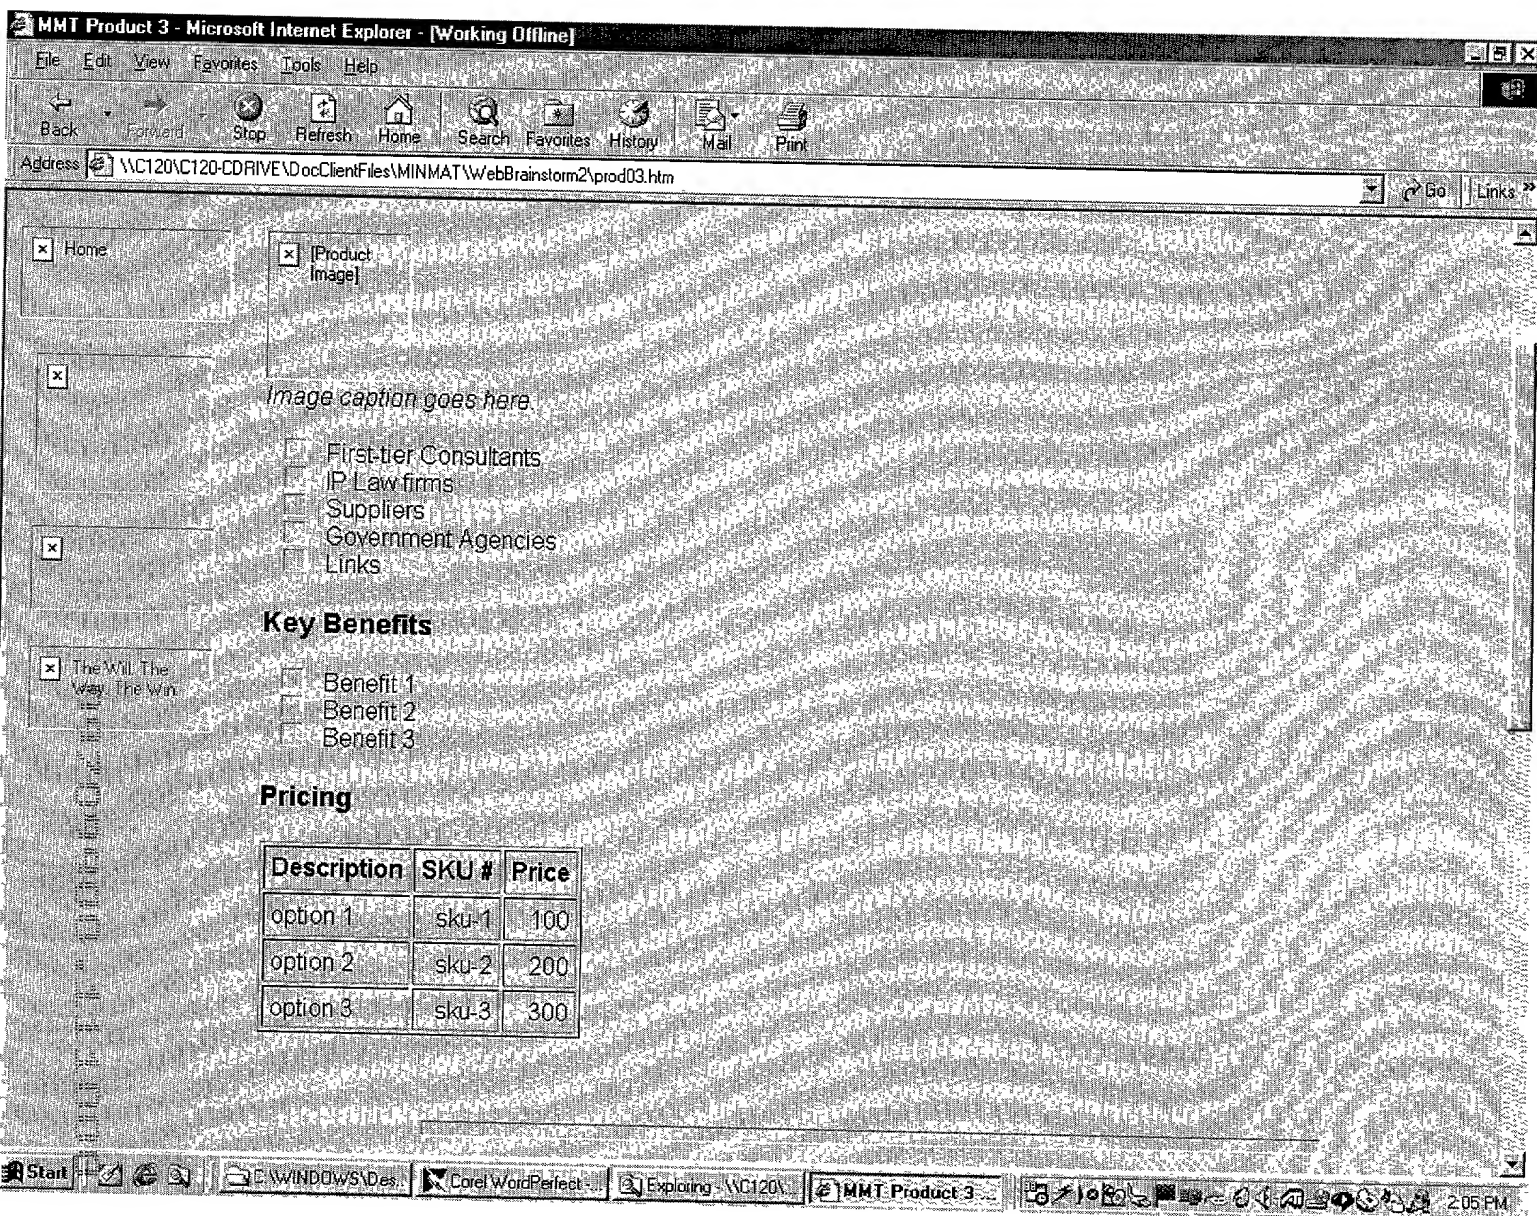 MMT Product 3 - Microsoft Internet Explorer - [Working Offline]
File Edit View Favorites Tools Help
Back Forward Stop Refresh Home Search Favorites History Mail Print
Address \\C120\C120-CDRIVE\DocClientFiles\MINMAT\WebBrainstorm2\prod03.htm Go Links »
Home
[Product
Image]
Image caption goes here.
First-tier Consultants
IP Law firms
Suppliers
Government Agencies
Links
Key Benefits
The Will. The
Way. The Win.
Benefit 1
Benefit 2
Benefit 3
Pricing
Description SKU # Price
option 1 sku-1 100
option 2 sku-2 200
option 3 sku-3 300
Start C:\WINDOWS\Des... Corel WordPerfect -... Exploring - \\C120\... MMT Product 3 ... 2:05 PM